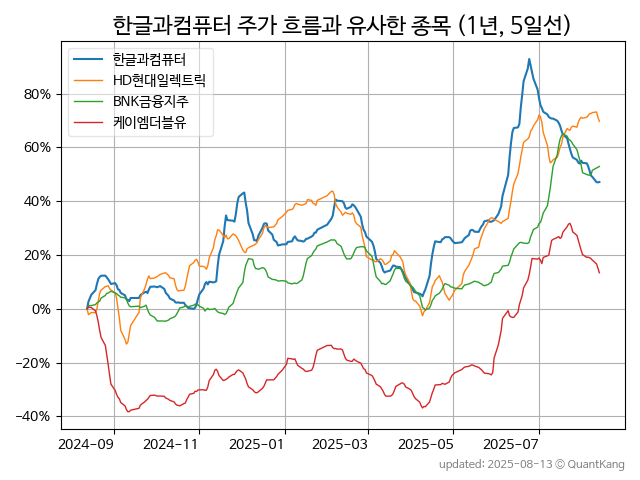 한글과컴퓨터 주가 흐름과 유사한 종목 (1년, 5일선)
한글과컴퓨터
HD현대일렉트릭
BNK금융지주
케이엠더블유
80%
60%
40%
20%
0%
−20%
−40%
2024-09 2024-11 2025-01 2025-03 2025-05 2025-07
updated: 2025-08-13 © QuantKang